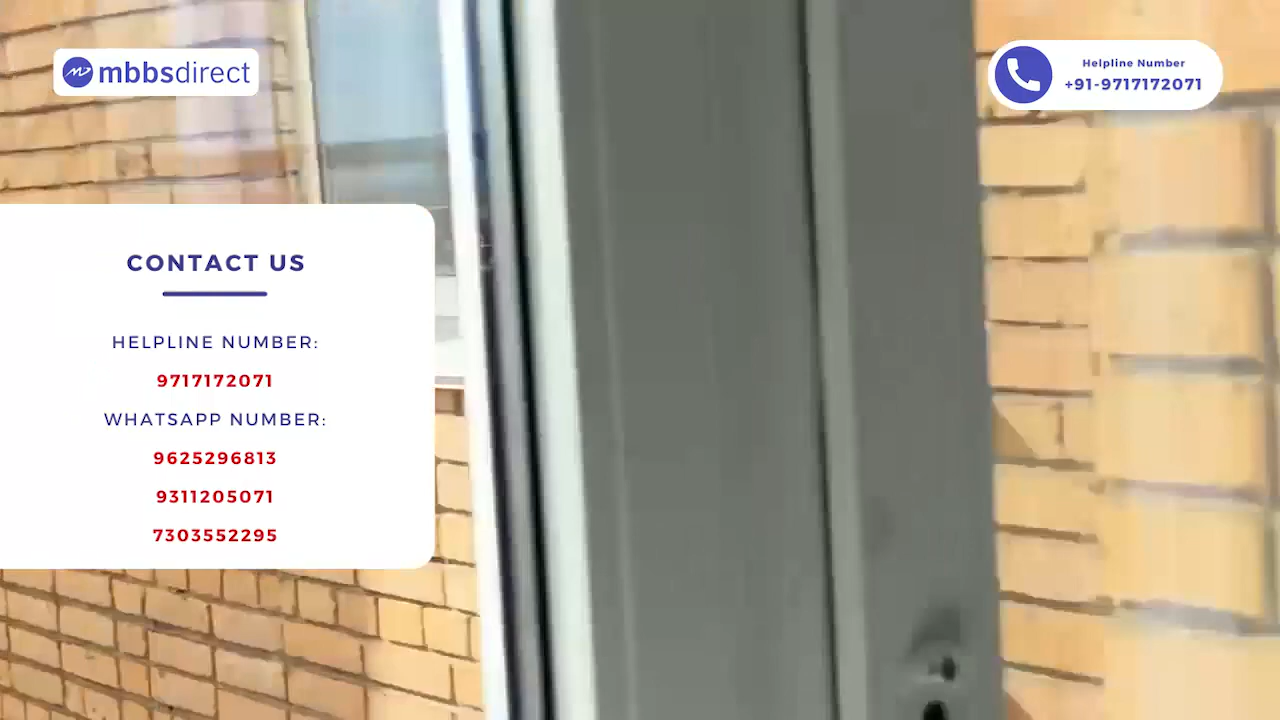 mbbsdirect
Helpline Number
+91-9717172071
CONTACT US
HELPLINE NUMBER:
9717172071
WHATSAPP NUMBER:
9625296813
9311205071
7303552295